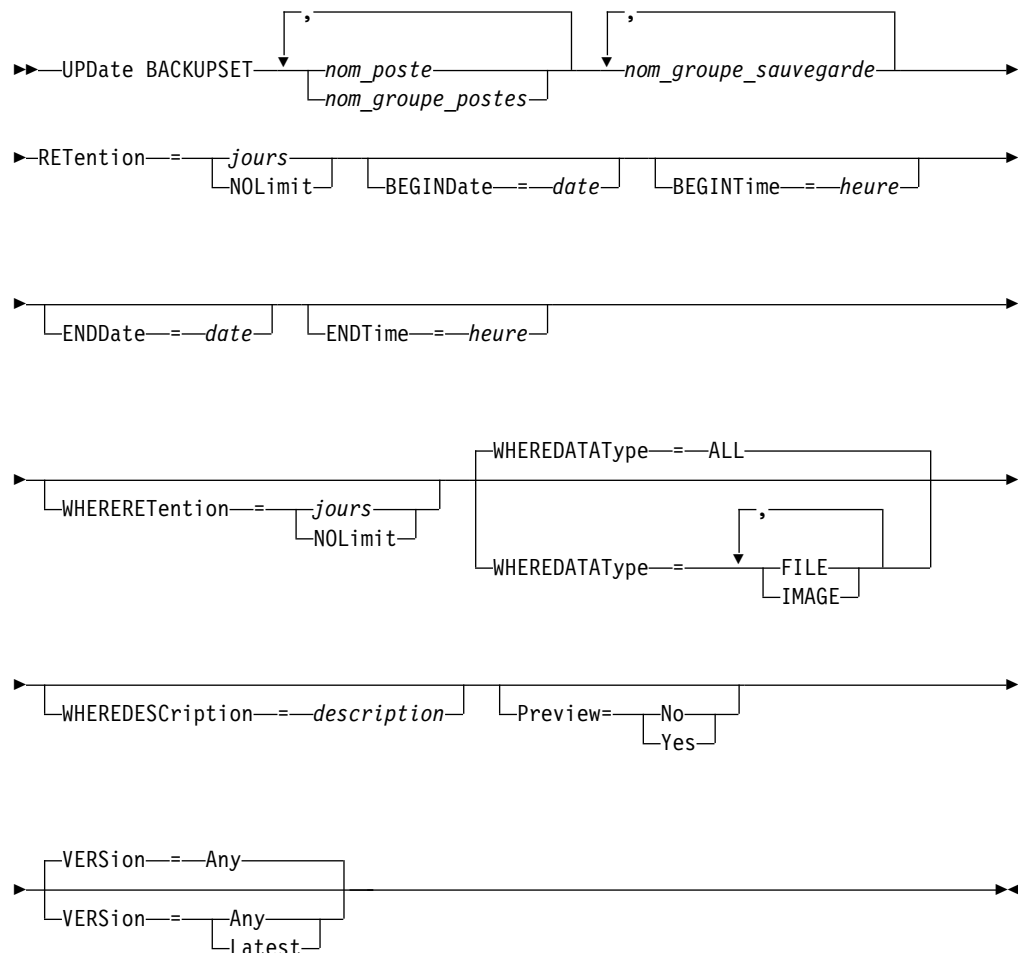 ,
,
UPDate BACKUPSET nom_poste nom_groupe_sauvegarde
nom_groupe_postes
RETention = jours
NOLimit
BEGINDate = date
BEGINTime = heure
ENDDate = date
ENDTime = heure
WHERERETention = jours
NOLimit
WHEREDATAType = ALL
WHEREDATAType = FILE
,
IMAGE
WHEREDESCription = description
Preview= No
Yes
VERSion = Any
VERSion = Any
Latest